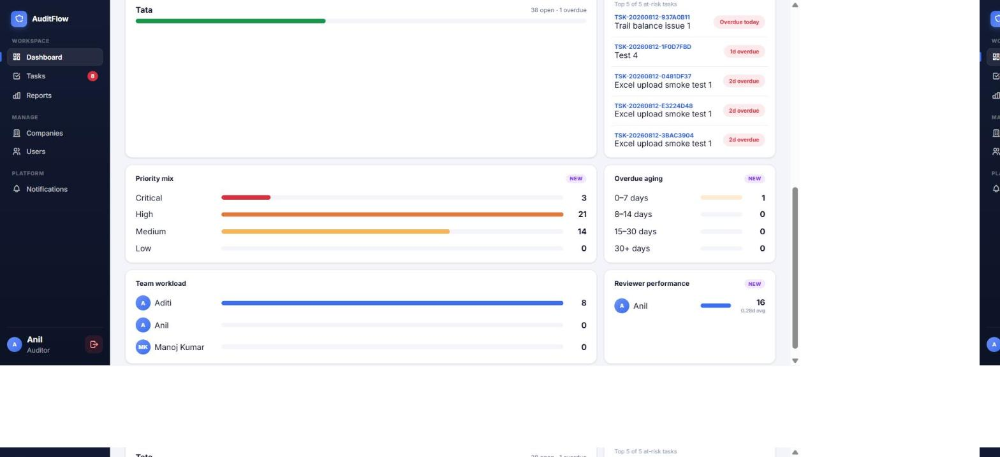 AuditFlow
WORKSPACE
Dashboard
Tasks 8
Reports
MANAGE
Companies
Users
PLATFORM
Notifications
A Anil
Auditor
Tata 38 open · 1 overdue
Top 5 of 5 at-risk tasks
TSK-20260812-937A0B11
Trail balance issue 1 Overdue today
TSK-20260812-1F0D7FBD
Test 4 1d overdue
TSK-20260812-0481DF37
Excel upload smoke test 1 2d overdue
TSK-20260812-E3224D48
Excel upload smoke test 1 2d overdue
TSK-20260812-3BAC3904
Excel upload smoke test 1 2d overdue
Priority mix NEW
Critical 3
High 21
Medium 14
Low 0
Overdue aging NEW
0–7 days 1
8–14 days 0
15–30 days 0
30+ days 0
Team workload
A Aditi 8
A Anil 0
MK Manoj Kumar 0
Reviewer performance NEW
A Anil 16
0.28d avg
WO
MA
PLA
A
Tata 38 open · 1 overdue
Top 5 of 5 at-risk tasks